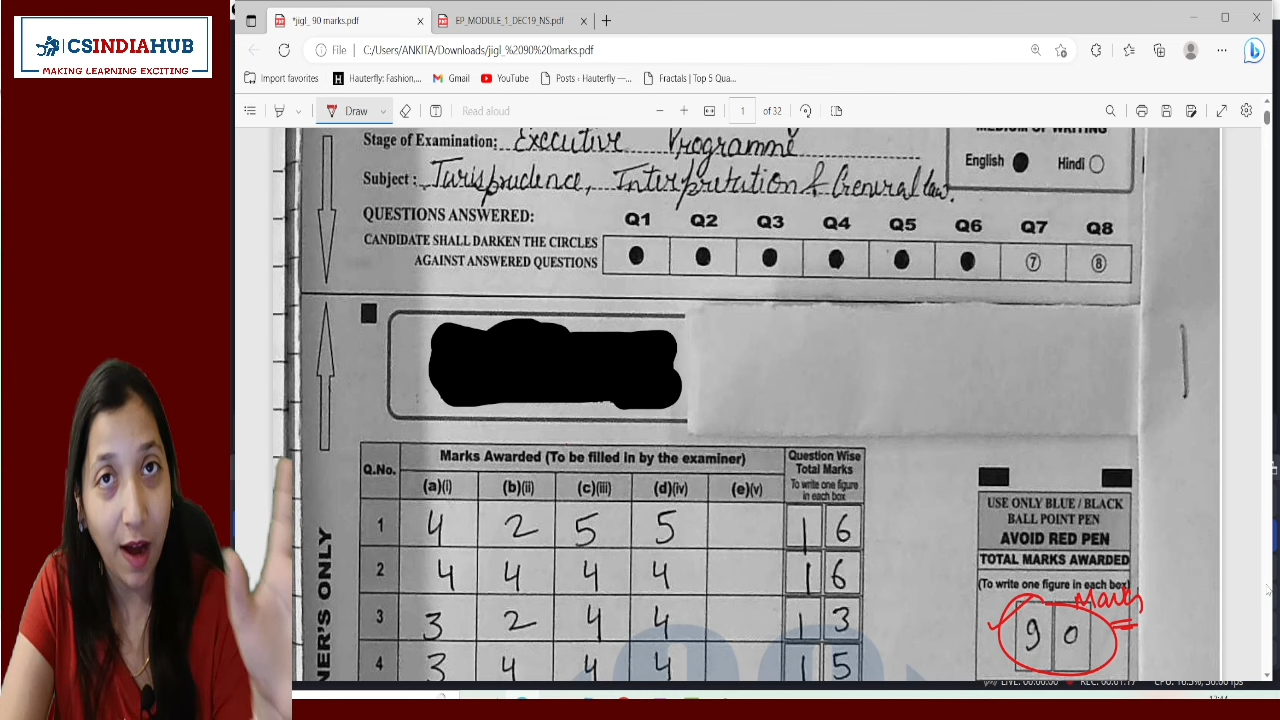 CSINDIAHUB
MAKING LEARNING EXCITING
*jigl_ 90 marks.pdf
EP_MODULE_1_DEC19_NS.pdf
File
C:/Users/ANKITA/Downloads/jigl_%2090%20marks.pdf
Import favorites
Hauterfly: Fashion,...
Gmail
YouTube
Posts ‹ Hauterfly —...
Fractals | Top 5 Qua...
Draw
Read aloud
1 of 32
MEDIUM OF WRITING
Stage of Examination: Executive Programme
English Hindi
Subject : Jurisprudence, Interpretation & General law.
QUESTIONS ANSWERED: Q1 Q2 Q3 Q4 Q5 Q6 Q7 Q8
CANDIDATE SHALL DARKEN THE CIRCLES
AGAINST ANSWERED QUESTIONS 7 8
Q.No. Marks Awarded (To be filled in by the examiner) Question Wise
Total Marks
To write one figure
in each box
(a)(i) (b)(ii) (c)(iii) (d)(iv) (e)(v)
1 4 2 5 5 1 6
2 4 4 4 4 1 6
3 3 2 4 4 1 3
4 3 4 4 4 1 5
NER'S ONLY
USE ONLY BLUE / BLACK
BALL POINT PEN
AVOID RED PEN
TOTAL MARKS AWARDED
(To write one figure in each box)
Marks
9 0